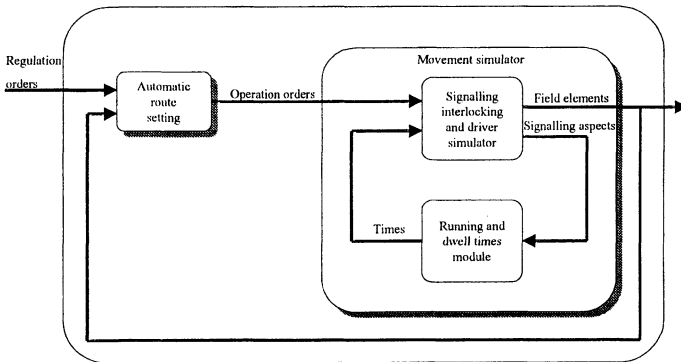 Movement simulator
Regulation
orders
Automatic
route
setting
Operation orders
Signalling
interlocking
and driver
simulator
Field elements
Signalling aspects
Times
Running and
dwell times
module